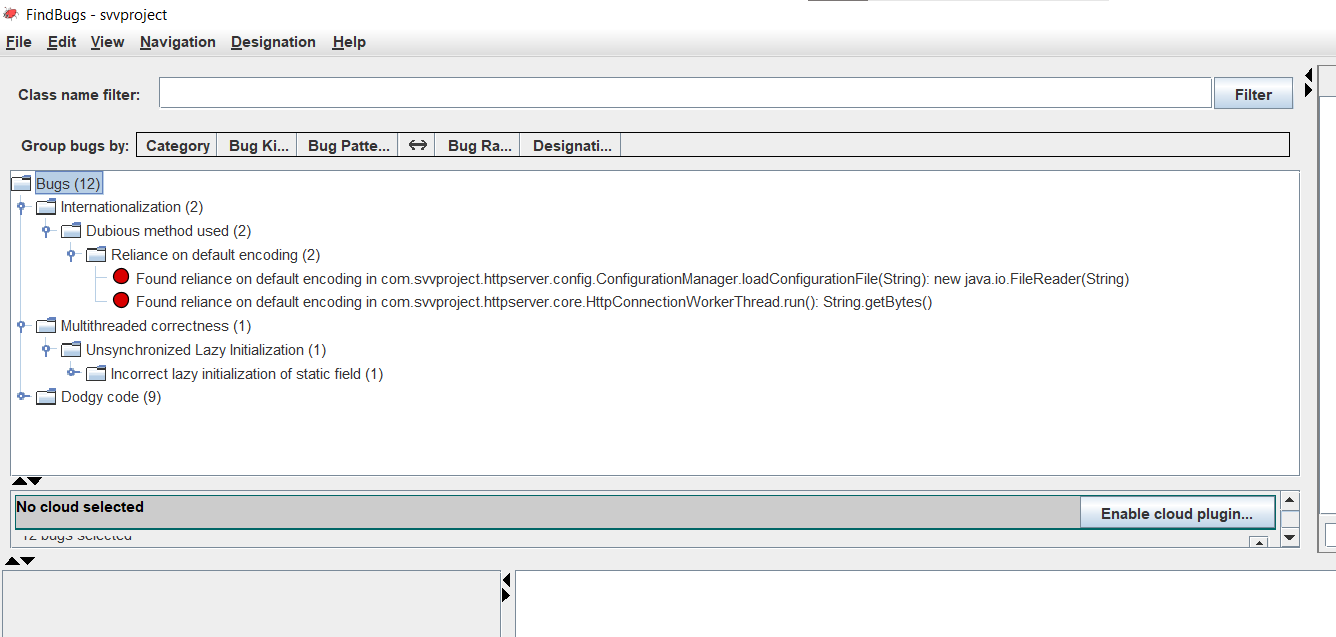 FindBugs - svvproject
File Edit View Navigation Designation Help
Class name filter: Filter
Group bugs by: Category Bug Ki... Bug Patte... Bug Ra... Designati...
Bugs (12)
Internationalization (2)
Dubious method used (2)
Reliance on default encoding (2)
Found reliance on default encoding in com.svvproject.httpserver.config.ConfigurationManager.loadConfigurationFile(String): new java.io.FileReader(String)
Found reliance on default encoding in com.svvproject.httpserver.core.HttpConnectionWorkerThread.run(): String.getBytes()
Multithreaded correctness (1)
Unsynchronized Lazy Initialization (1)
Incorrect lazy initialization of static field (1)
Dodgy code (9)
No cloud selected Enable cloud plugin...
12 bugs selected